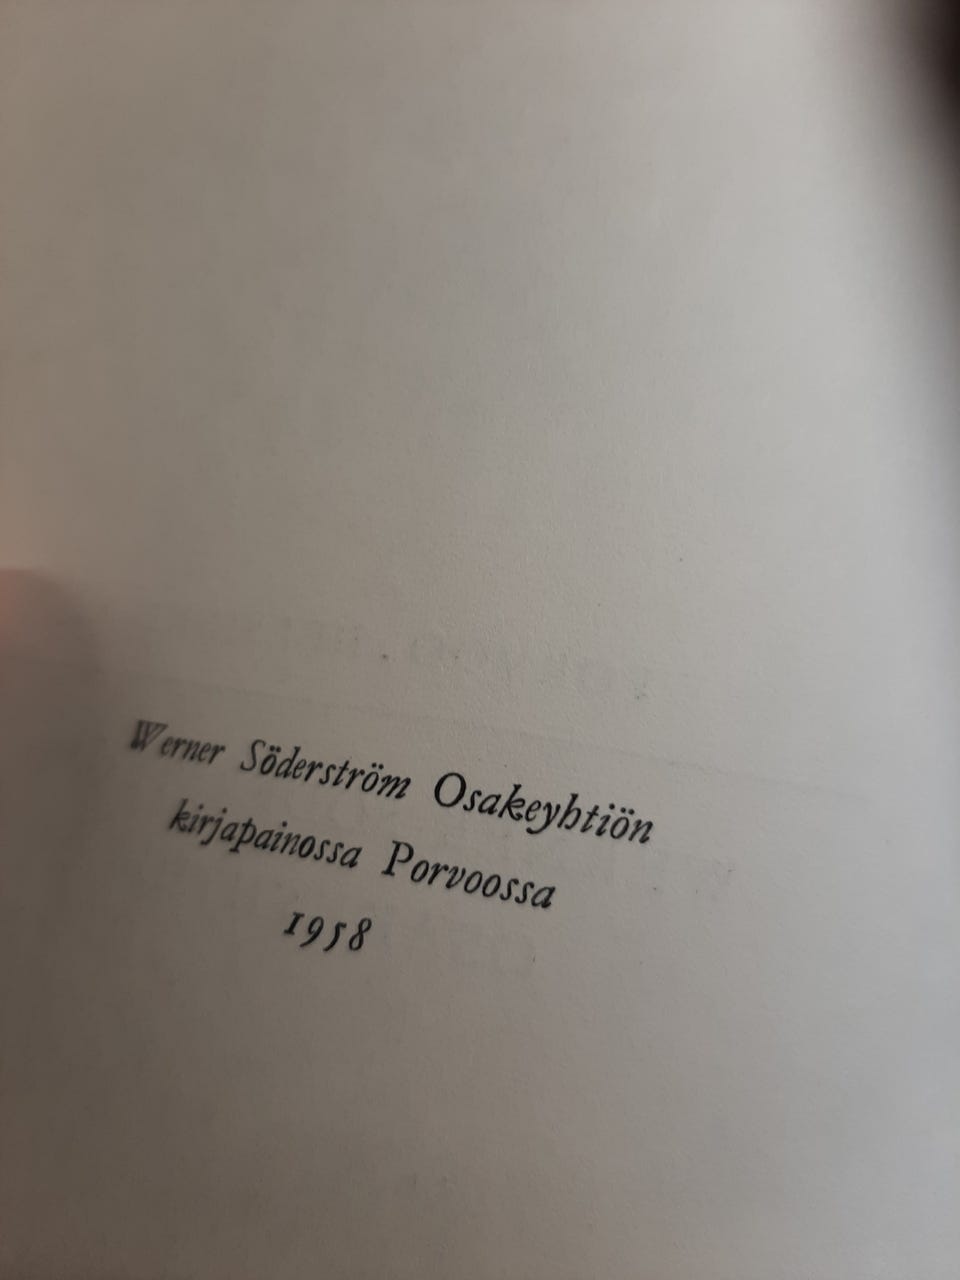 Werner Söderström Osakeyhtiön
kirjapainossa Porvoossa
1958